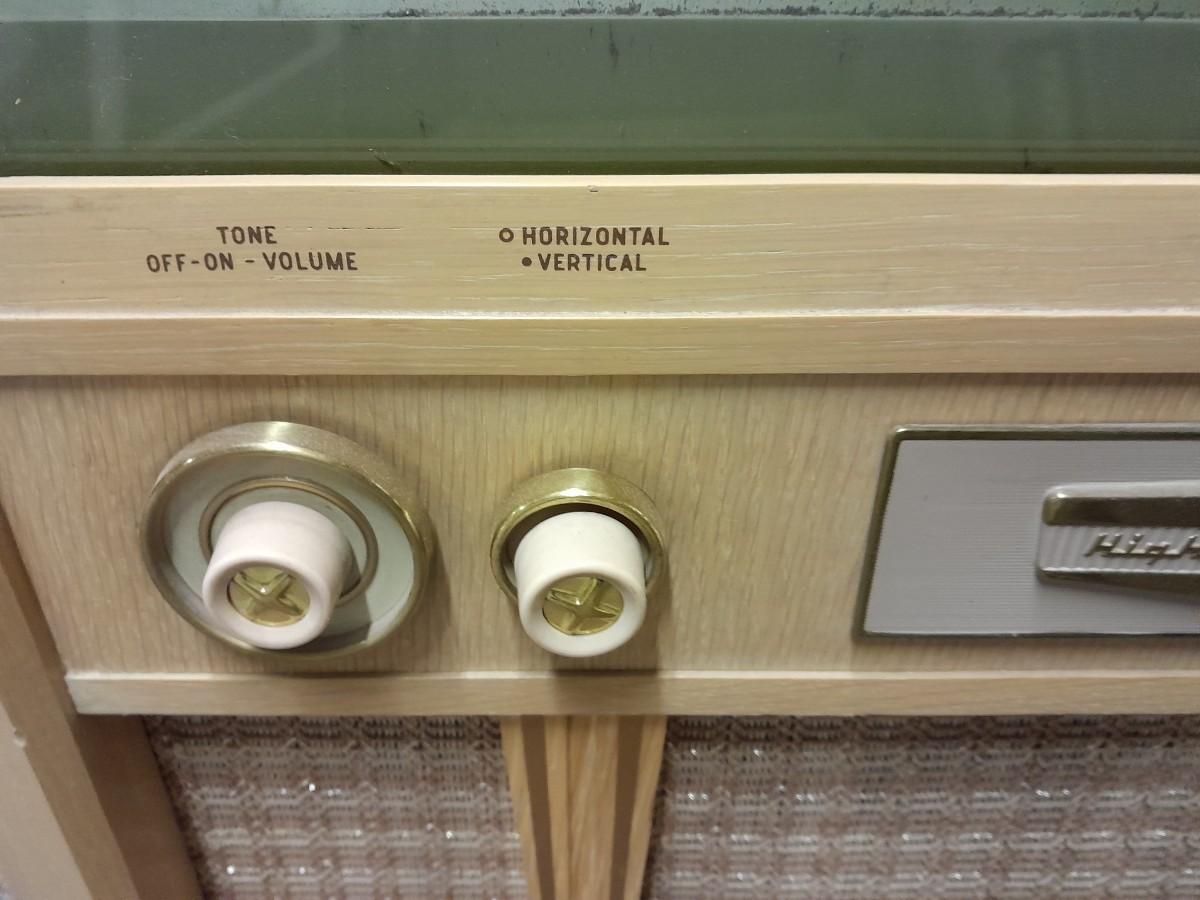 TONE
OFF-ON - VOLUME
HORIZONTAL
VERTICAL